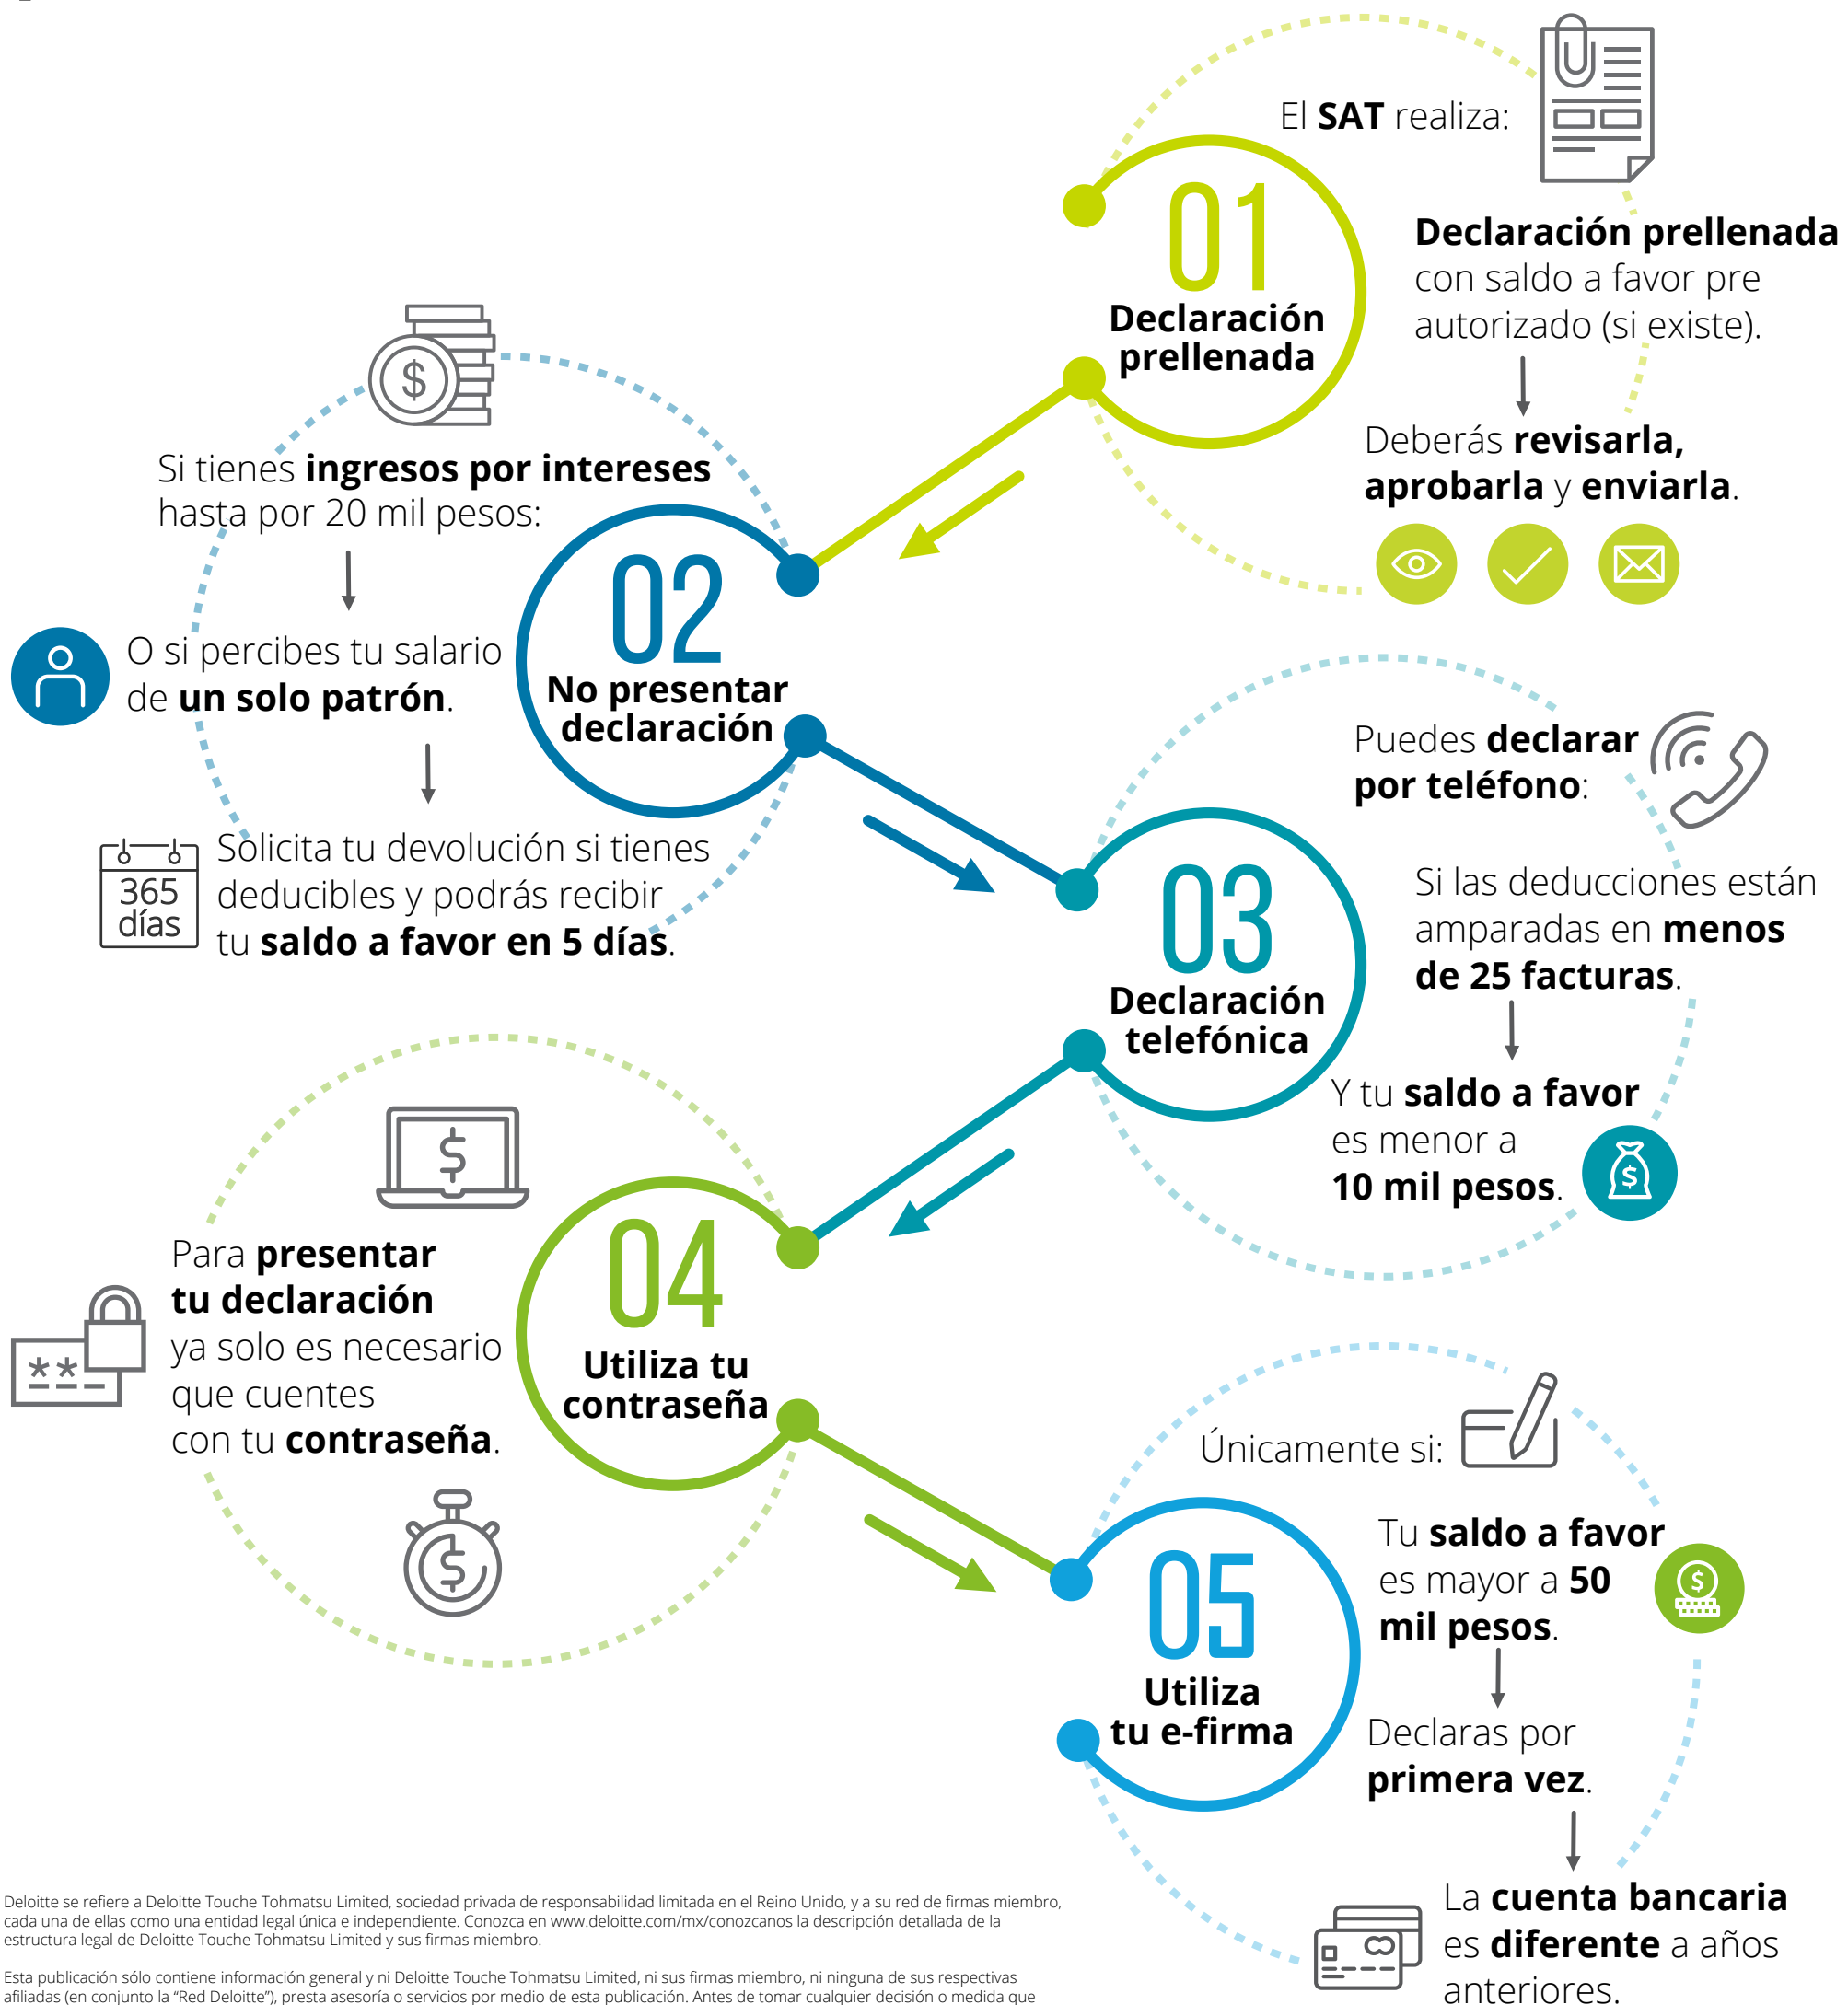 El SAT realiza:
01
Declaración
prellenada
Declaración prellenada
con saldo a favor pre
autorizado (si existe).
Deberás revisarla,
aprobarla y enviarla.
$
Si tienes ingresos por intereses
hasta por 20 mil pesos:
02
No presentar
declaración
O si percibes tu salario
de un solo patrón.
365
días
Solicita tu devolución si tienes
deducibles y podrás recibir
tu saldo a favor en 5 días.
03
Declaración
telefónica
Puedes declarar
por teléfono:
Si las deducciones están
amparadas en menos
de 25 facturas.
Y tu saldo a favor
es menor a
10 mil pesos.
$
$
04
Utiliza tu
contraseña
Para presentar
tu declaración
ya solo es necesario
que cuentes
con tu contraseña.
**
$
Únicamente si:
05
Utiliza
tu e-firma
Tu saldo a favor
es mayor a 50
mil pesos.
$
Declaras por
primera vez.
La cuenta bancaria
es diferente a años
anteriores.
Deloitte se refiere a Deloitte Touche Tohmatsu Limited, sociedad privada de responsabilidad limitada en el Reino Unido, y a su red de firmas miembro,
cada una de ellas como una entidad legal única e independiente. Conozca en www.deloitte.com/mx/conozcanos la descripción detallada de la
estructura legal de Deloitte Touche Tohmatsu Limited y sus firmas miembro.
Esta publicación sólo contiene información general y ni Deloitte Touche Tohmatsu Limited, ni sus firmas miembro, ni ninguna de sus respectivas
afiliadas (en conjunto la “Red Deloitte”), presta asesoría o servicios por medio de esta publicación. Antes de tomar cualquier decisión o medida que